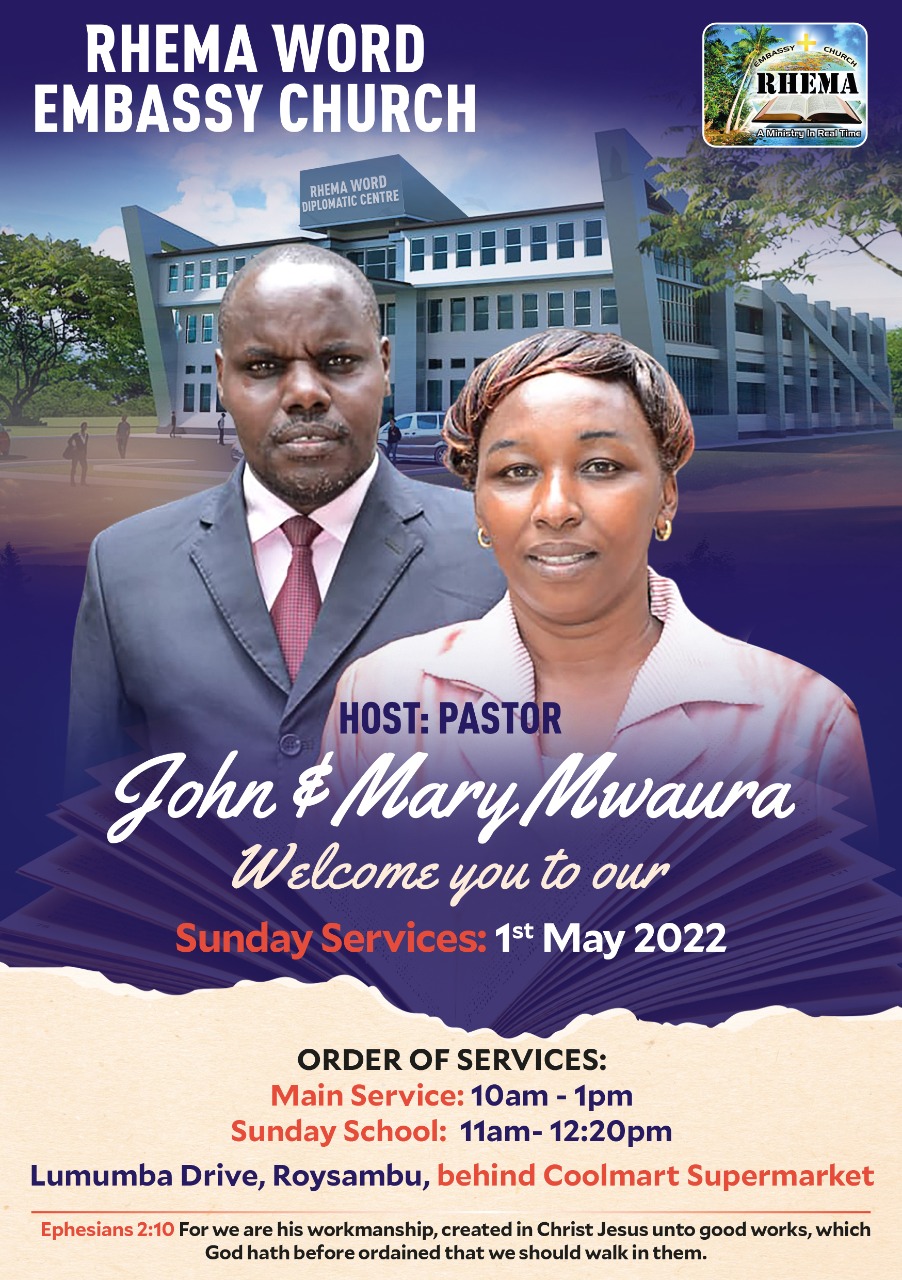 RHEMA WORD
EMBASSY CHURCH
EMBASSY CHURCH
RHEMA
A Ministry In Real Time
RHEMA WORD
DIPLOMATIC CENTRE
HOST: PASTOR
John & Mary Mwaura
Welcome you to our
Sunday Services: 1st May 2022
ORDER OF SERVICES:
Main Service: 10am - 1pm
Sunday School: 11am- 12:20pm
Lumumba Drive, Roysambu, behind Coolmart Supermarket
Ephesians 2:10 For we are his workmanship, created in Christ Jesus unto good works, which
God hath before ordained that we should walk in them.